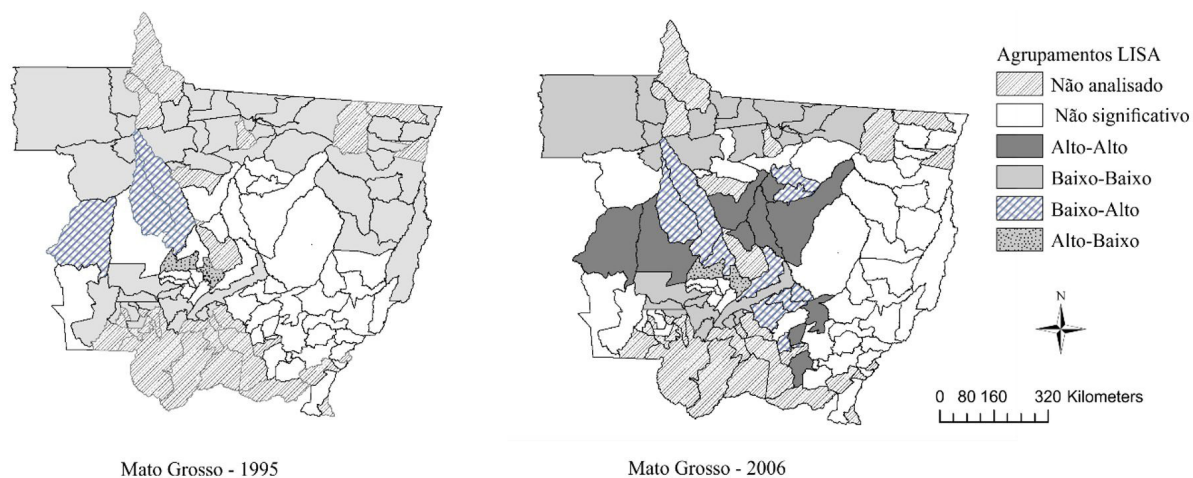 Agrupamentos LISA
Não analisado
Não significativo
Alto-Alto
Baixo-Baixo
Baixo-Alto
Alto-Baixo
N
0 80 160 320 Kilometers
Mato Grosso - 1995
Mato Grosso - 2006